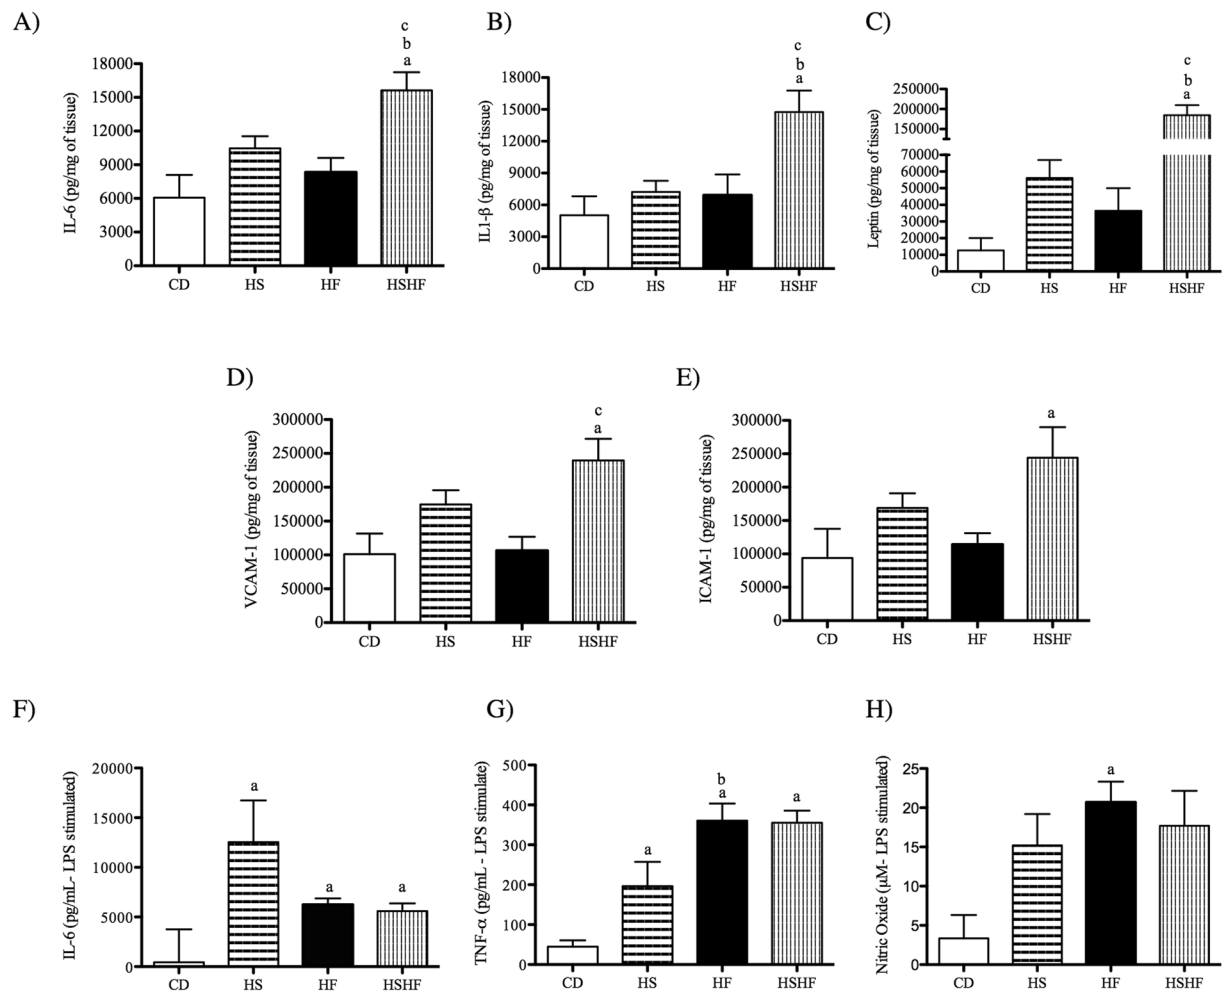 A)
IL-6 (pg/mg of tissue)
18000
15000
12000
9000
6000
3000
0
c
b
a
CD HS HF HSHF
B)
IL1-β (pg/mg of tissue)
18000
15000
12000
9000
6000
3000
0
c
b
a
CD HS HF HSHF
C)
Leptin (pg/mg of tissue)
250000
200000
150000
70000
60000
50000
40000
30000
20000
10000
0
c
b
a
CD HS HF HSHF
D)
VCAM-1 (pg/mg of tissue)
300000
250000
200000
150000
100000
50000
0
c
a
CD HS HF HSHF
E)
ICAM-1 (pg/mg of tissue)
300000
250000
200000
150000
100000
50000
0
a
CD HS HF HSHF
F)
IL-6 (pg/mL- LPS stimulated)
20000
15000
10000
5000
0
a
a
a
CD HS HF HSHF
G)
TNF-α (pg/mL - LPS stimulate)
500
400
300
200
100
0
a
b
a
a
CD HS HF HSHF
H)
Nitric Oxide (µM- LPS stimulated)
25
20
15
10
5
0
a
CD HS HF HSHF